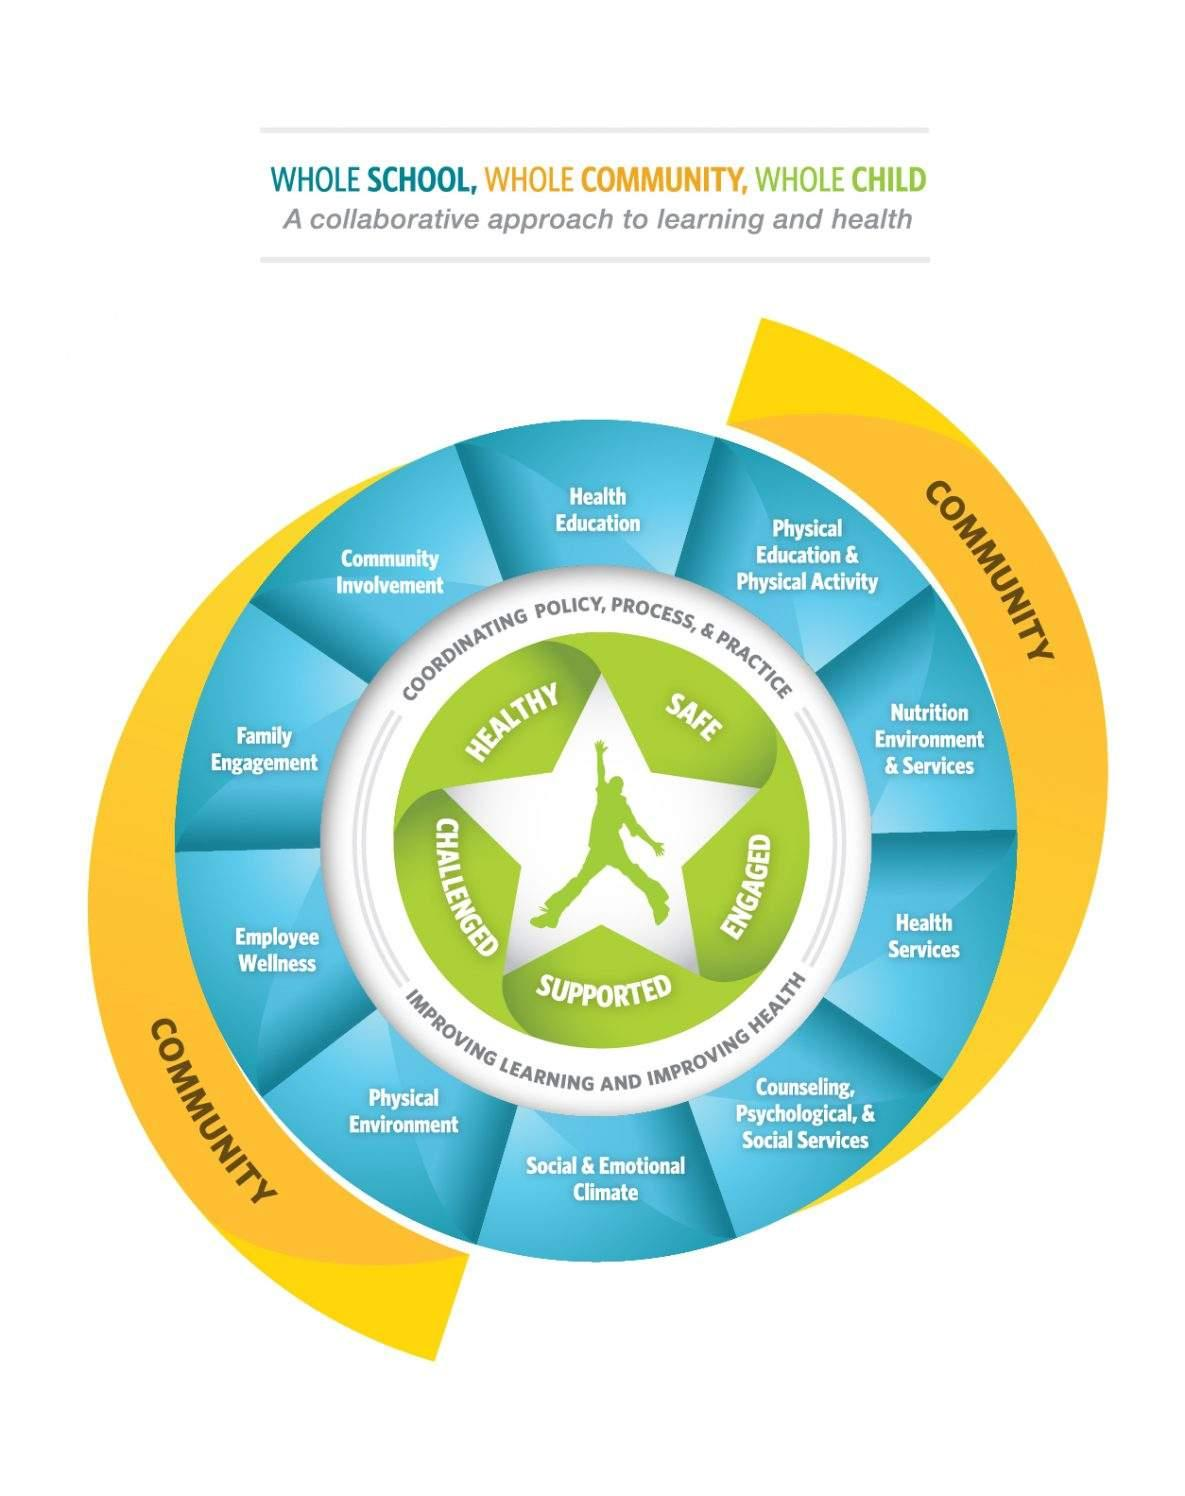 WHOLE SCHOOL, WHOLE COMMUNITY, WHOLE CHILD
A collaborative approach to learning and health
COMMUNITY
Health
Education
Physical
Education &
Physical Activity
Nutrition
Environment
& Services
Health
Services
Counseling,
Psychological, &
Social Services
Social & Emotional
Climate
Physical
Environment
Employee
Wellness
Family
Engagement
Community
Involvement
COORDINATING POLICY, PROCESS, & PRACTICE
IMPROVING LEARNING AND IMPROVING HEALTH
HEALTHY
SAFE
ENGAGED
SUPPORTED
CHALLENGED
COMMUNITY